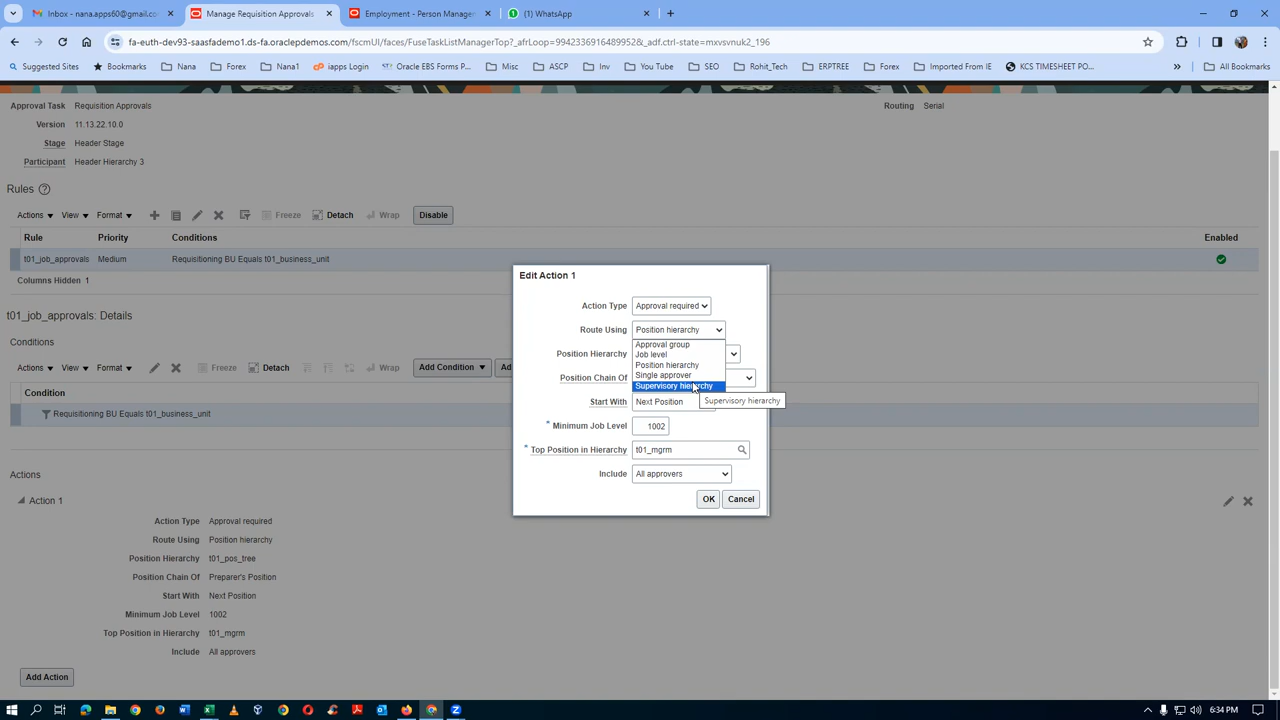 Inbox - nana.apps60@gmail.co
Manage Requisition Approvals
Employment - Person Manage
(1) WhatsApp
fa-euth-dev93-saasfademo1.ds-fa.oraclepdemos.com/fscmUI/faces/FuseTaskListManagerTop?_afrLoop=99423369164899952&_adf.ctrl-state=mxvsvnuk2_196
Suggested Sites
Bookmarks
Nana
Forex
Nana1
iapps Login
Oracle EBS Forms P...
Misc
ASCP
Inv
You Tube
SEO
Rohit_Tech
ERPTREE
Forex
Imported From IE
KCS TIMESHEET PO...
All Bookmarks
Approval Task Requisition Approvals
Routing Serial
Version 11.13.22.10.0
Stage Header Stage
Participant Header Hierarchy 3
Rules
Actions View Format Freeze Detach Wrap Disable
Rule Priority Conditions Enabled
t01_job_approvals Medium Requisitioning BU Equals t01_business_unit
Columns Hidden 1
t01_job_approvals: Details
Conditions
Actions View Format Freeze Detach Wrap Add Condition Ad
Condition
Requisitioning BU Equals t01_business_unit
Actions
Action 1
Action Type Approval required
Route Using Position hierarchy
Position Hierarchy t01_pos_tree
Position Chain Of Preparer's Position
Start With Next Position
Minimum Job Level 1002
Top Position in Hierarchy t01_mgrm
Include All approvers
Add Action
Edit Action 1
Action Type Approval required
Route Using Position hierarchy
Approval group
Job level
Position hierarchy
Single approver
Supervisory hierarchy
Supervisory hierarchy
Position Hierarchy
Position Chain Of
Start With Next Position
* Minimum Job Level 1002
* Top Position in Hierarchy t01_mgrm
Include All approvers
OK Cancel
6:34 PM